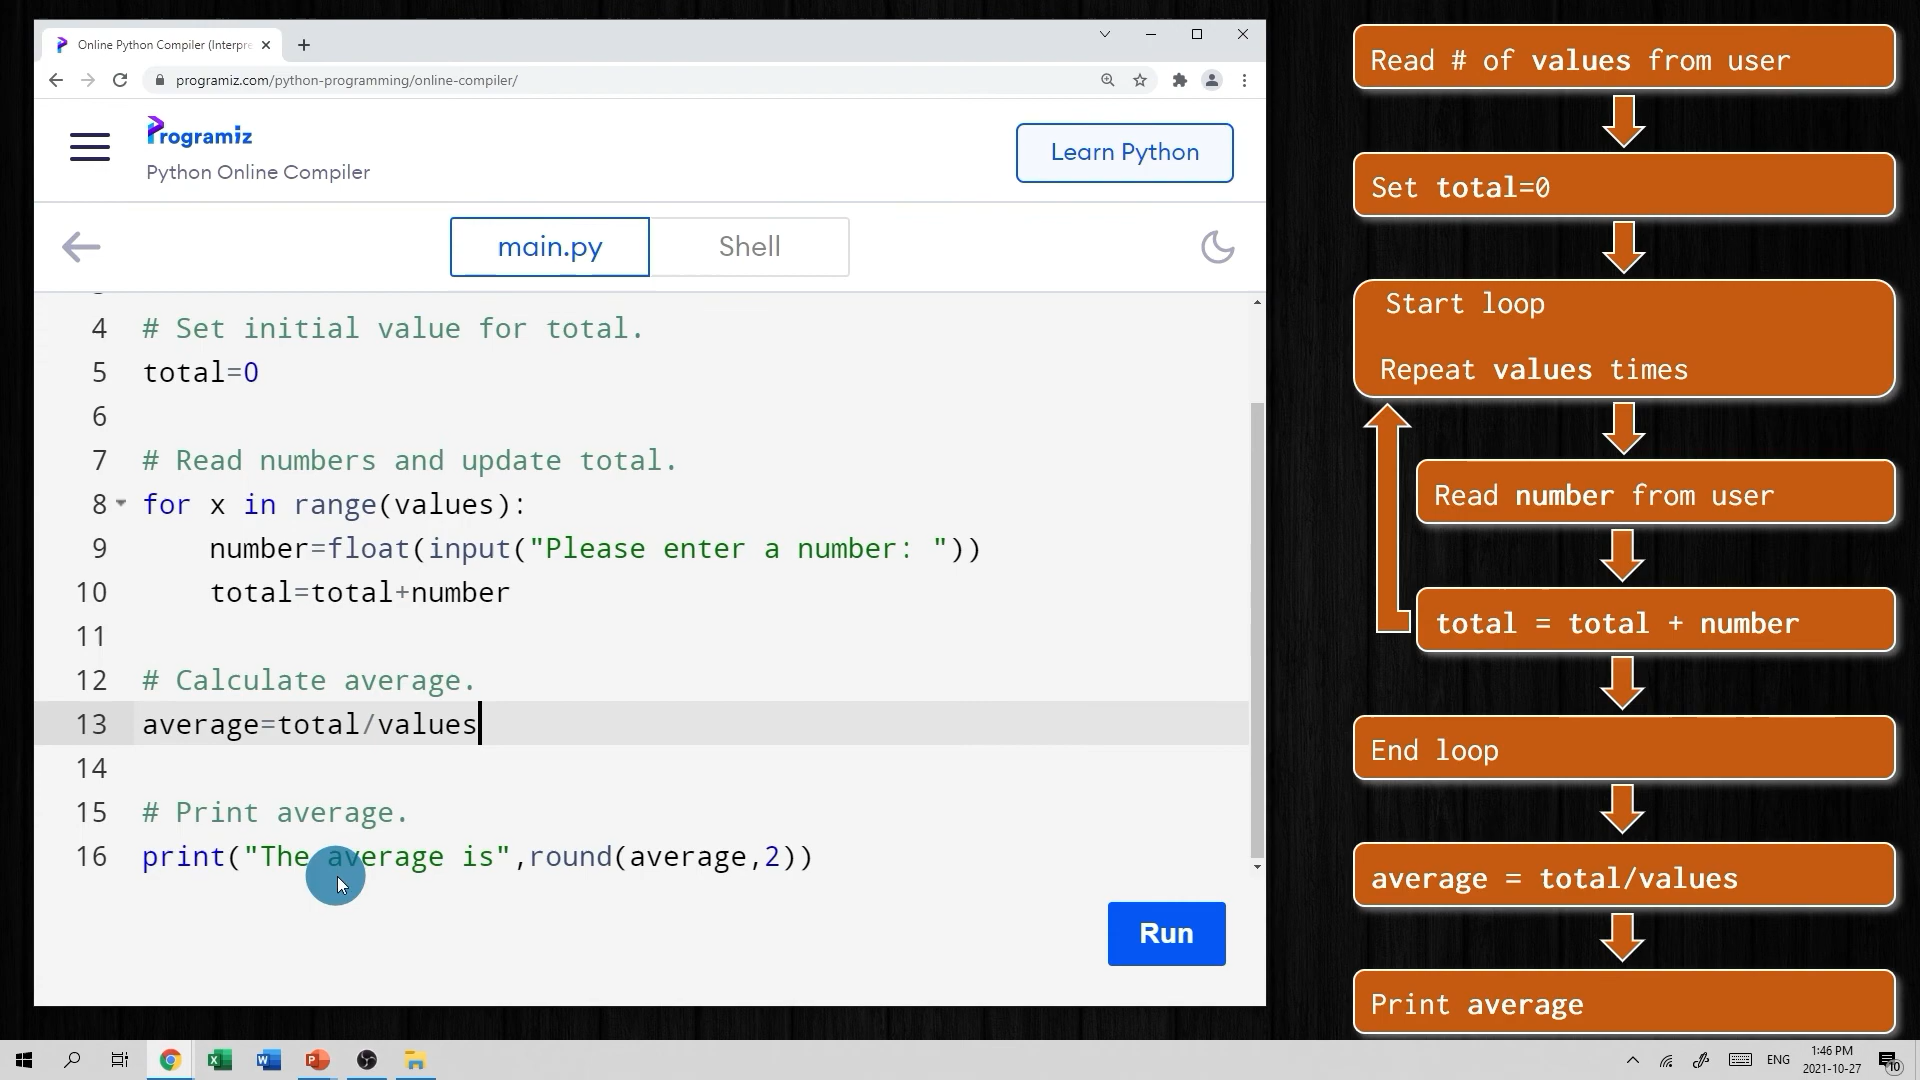 Online Python Compiler (Interpre
programiz.com/python-programming/online-compiler/
Programiz
Python Online Compiler
Learn Python
main.py
Shell
4 # Set initial value for total.
5 total=0
6
7 # Read numbers and update total.
8 for x in range(values):
9 number=float(input("Please enter a number: "))
10 total=total+number
11
12 # Calculate average.
13 average=total/values
14
15 # Print average.
16 print("The average is",round(average,2))
Run
Read # of values from user
Set total=0
Start loop
Repeat values times
Read number from user
total = total + number
End loop
average = total/values
Print average
ENG
1:46 PM
2021-10-27
10